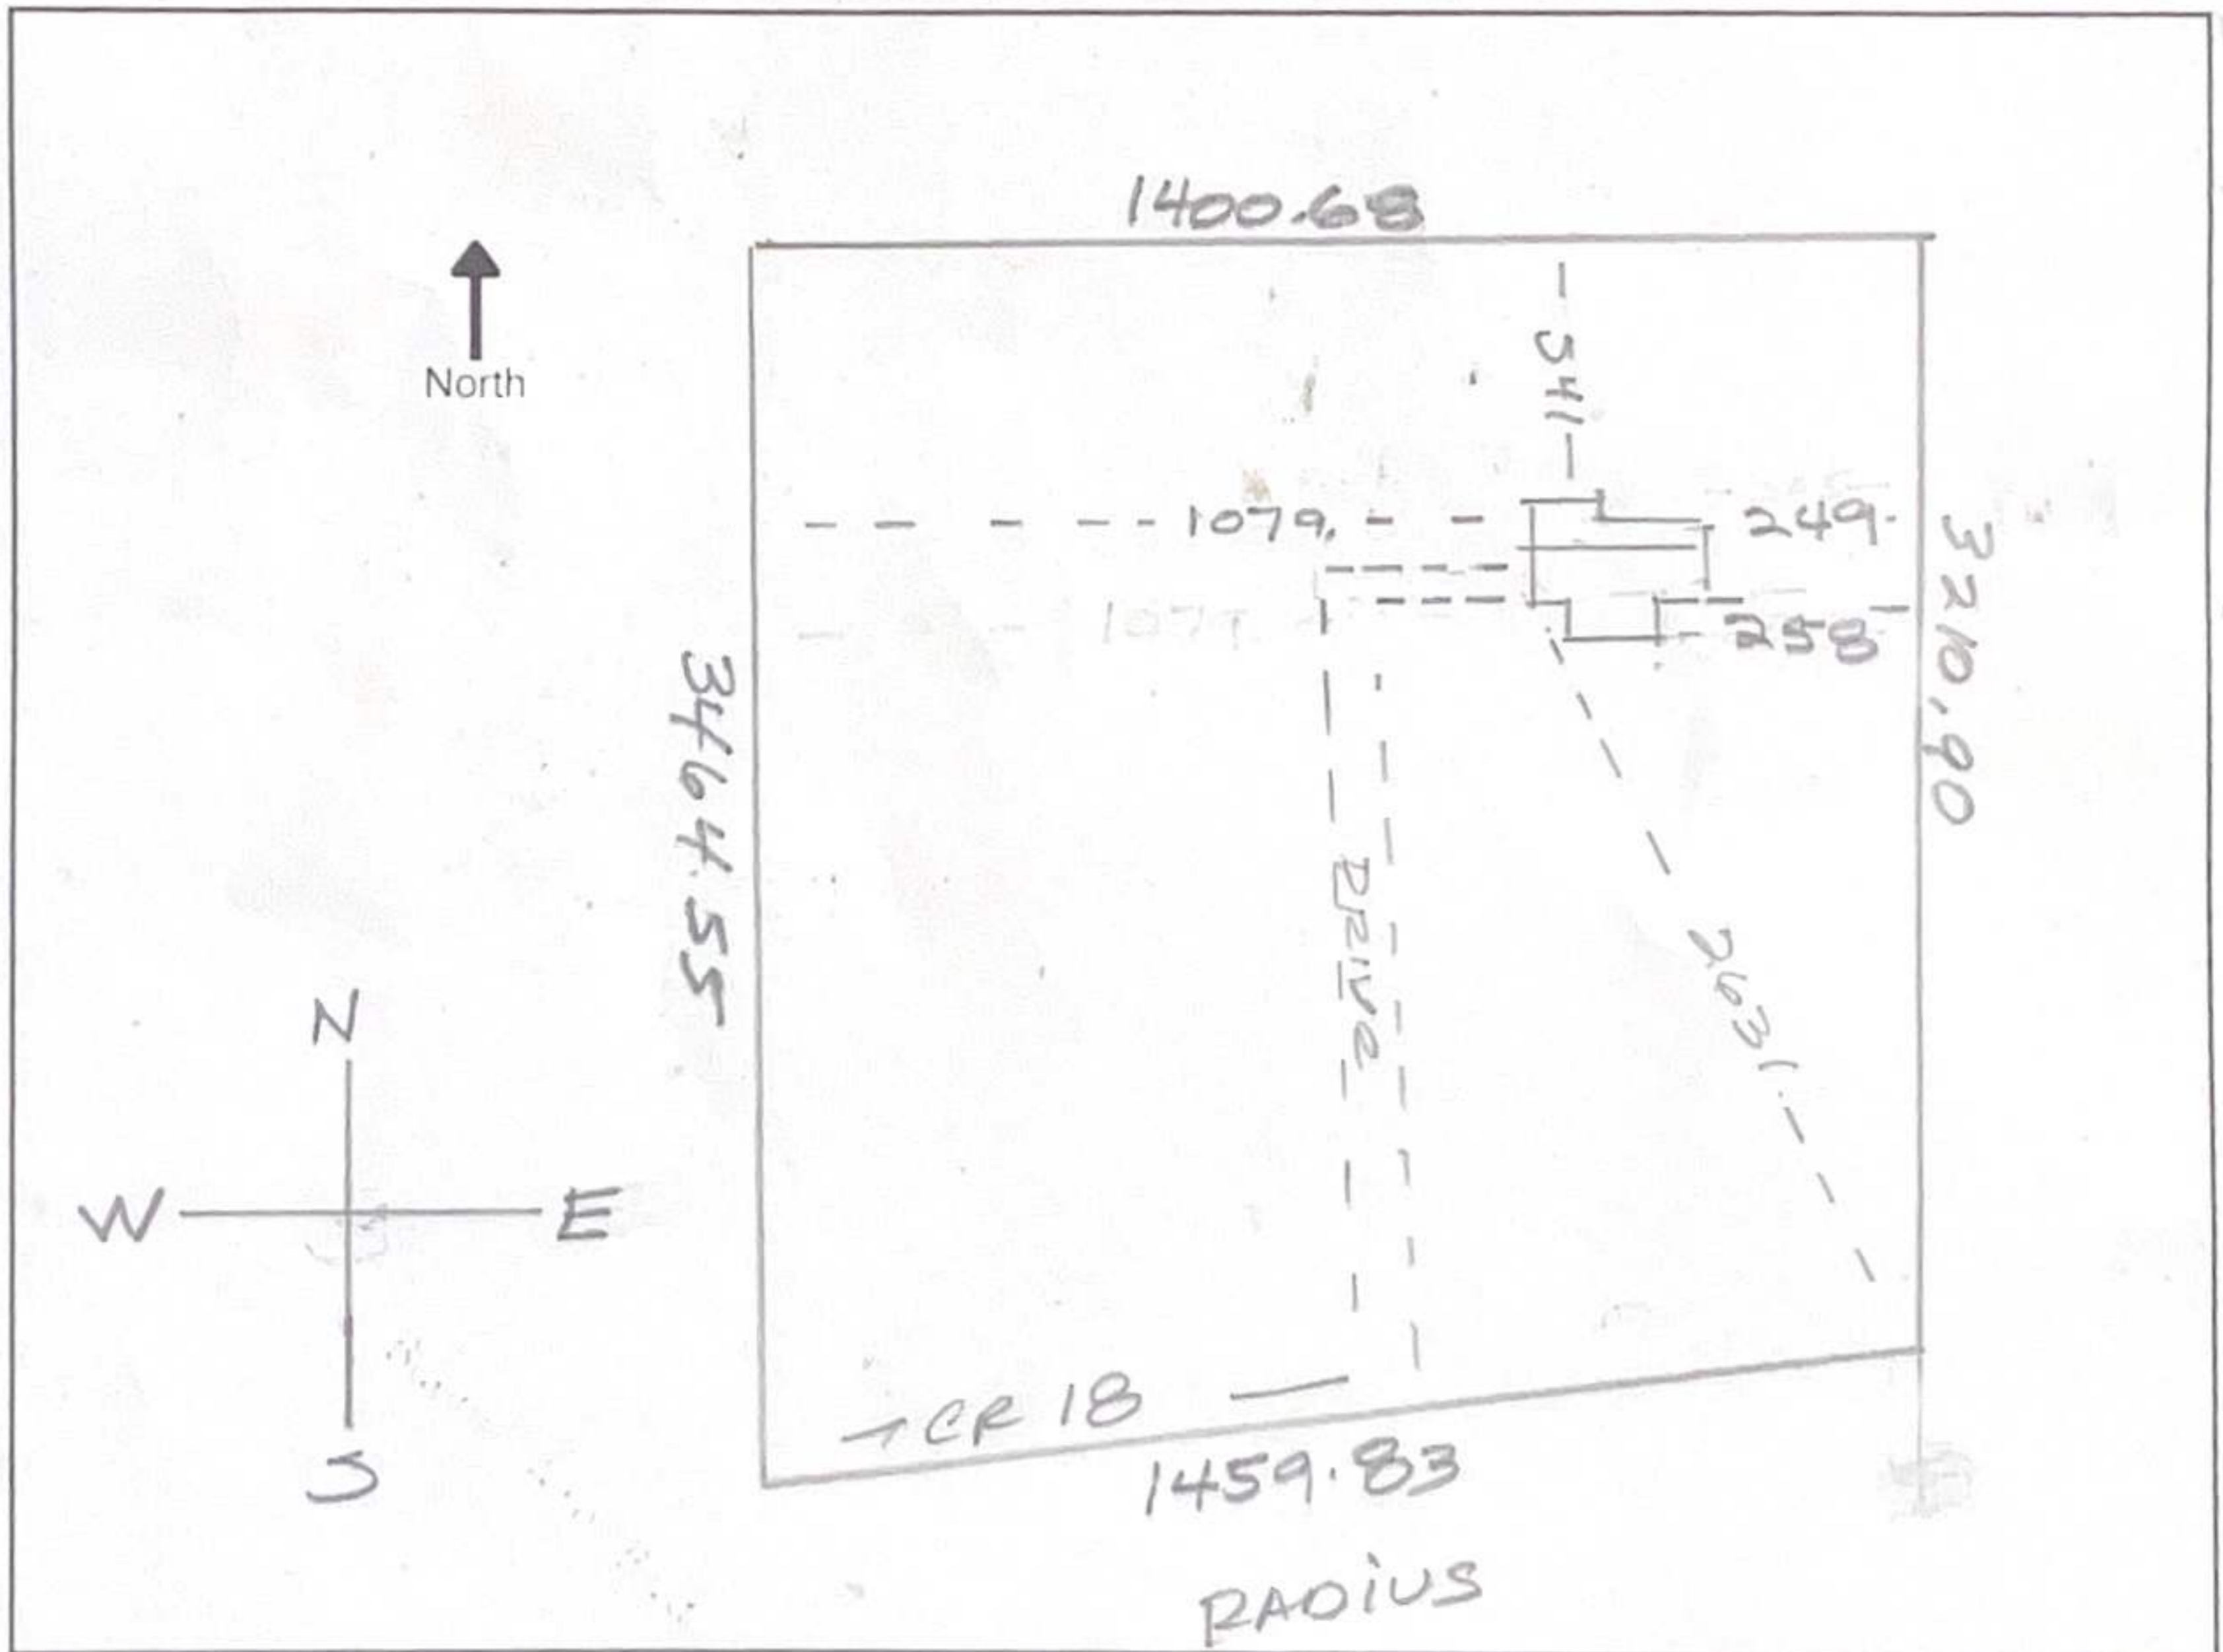 1400.68
North
541
1079.
249.
258
3210.90
3464.55
DRIVE
2631.
N
W
E
S
CR 18
1459.83
RADiUS